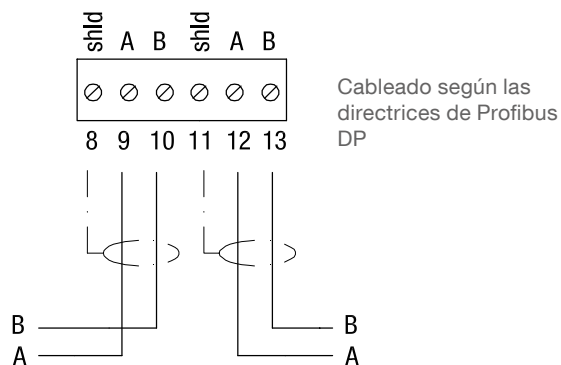 shld A B shld A B
8 9 10 11 12 13
Cableado según las
directrices de Profibus
DP
B B
A A